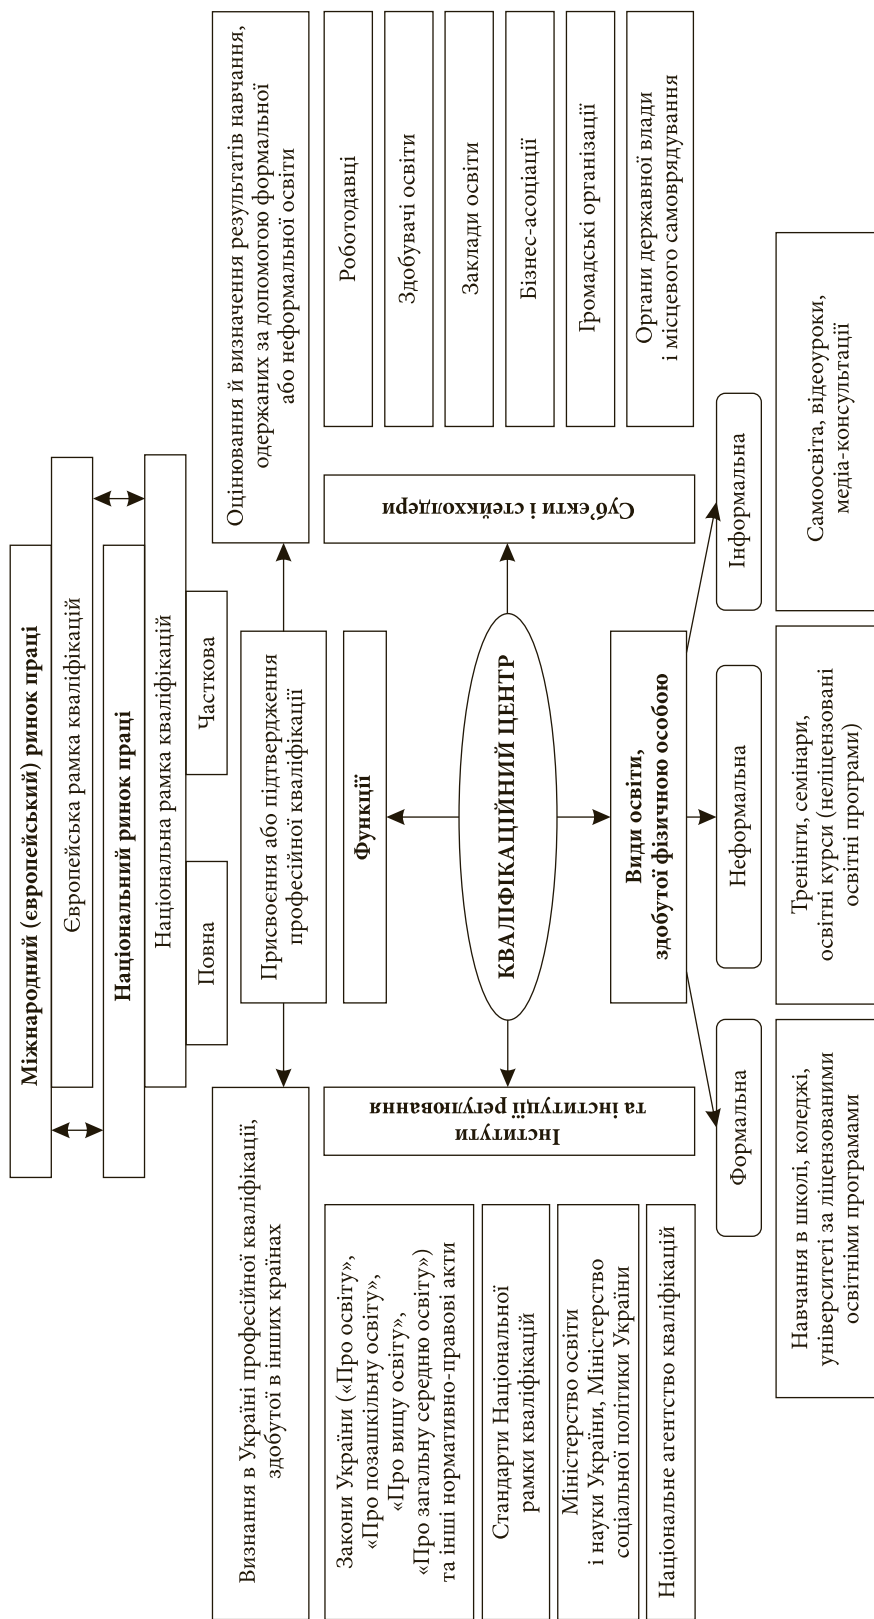 Міжнародний (європейський) ринок праці
Європейська рамка кваліфікацій
Національний ринок праці
Національна рамка кваліфікацій
Повна
Часткова
Визнання в Україні професійної кваліфікації,
здобутої в інших країнах
Присвоєння або підтвердження
професійної кваліфікації
Оцінювання й визначення результатів навчання,
одержаних за допомогою формальної
або неформальної освіти
Функції
Закони України («Про освіту»,
«Про позашкільну освіту»,
«Про вищу освіту»,
«Про загальну середню освіту»)
та інші нормативно-правові акти
Стандарти Національної
рамки кваліфікацій
Міністерство освіти
і науки України, Міністерство
соціальної політики України
Національне агентство кваліфікацій
Інститути
та інституції регулювання
КВАЛІФІКАЦІЙНИЙ ЦЕНТР
Суб’єкти і стейкхолдери
Роботодавці
Здобувачі освіти
Заклади освіти
Бізнес-асоціації
Громадські організації
Органи державної влади
і місцевого самоврядування
Види освіти,
здобутої фізичною особою
Формальна
Неформальна
Інформальна
Навчання в школі, коледжі,
університеті за ліцензованими
освітніми програмами
Тренінги, семінари,
освітні курси (неліцензовані
освітні програми)
Самоосвіта, відеоуроки,
медіа-консультації